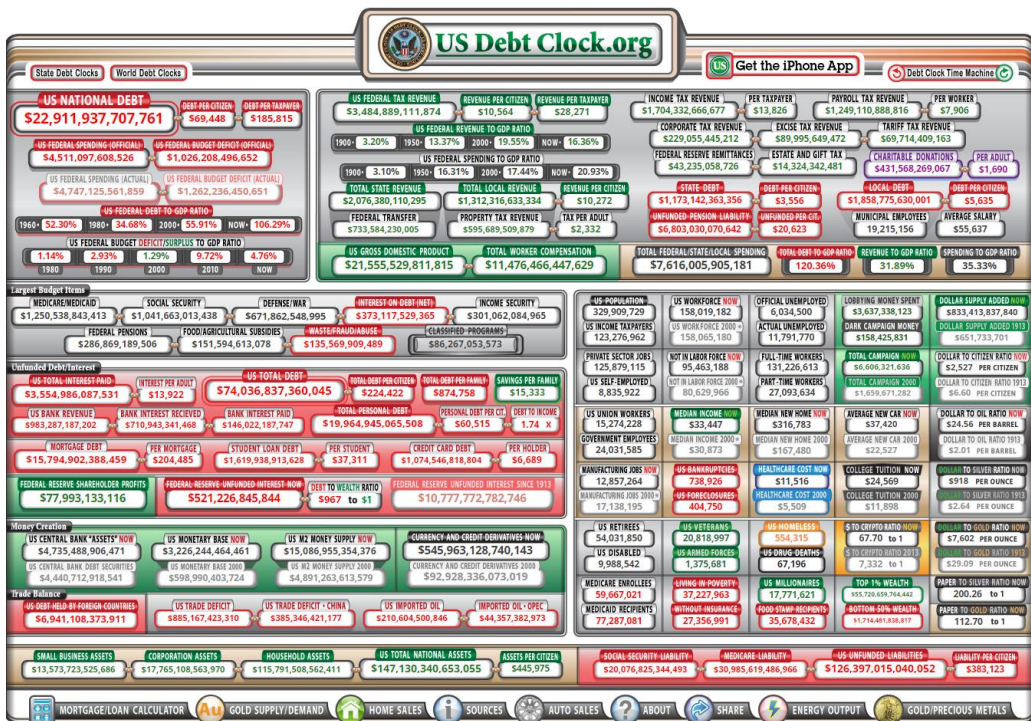 US Debt Clock.org
State Debt Clocks World Debt Clocks
US Get the iPhone App
Debt Clock Time Machine
US NATIONAL DEBT DEBT PER CITIZEN DEBT PER TAXPAYER
$22,911,937,707,761 $69,448 $185,815
US FEDERAL SPENDING (OFFICIAL) US FEDERAL BUDGET DEFICIT (OFFICIAL)
$4,511,097,608,526 $1,026,208,496,652
US FEDERAL SPENDING (ACTUAL) US FEDERAL BUDGET DEFICIT (ACTUAL)
$4,747,125,561,859 $1,262,236,450,651
US FEDERAL DEBT TO GDP RATIO
1960 • 52.30% 1980 • 34.68% 2000 • 55.91% NOW • 106.29%
US FEDERAL BUDGET DEFICIT/SURPLUS TO GDP RATIO
1.14% 2.93% 1.29% 9.72% 4.76%
1980 1990 2000 2010 NOW
US FEDERAL TAX REVENUE REVENUE PER CITIZEN REVENUE PER TAXPAYER
$3,484,889,111,874 $10,564 $28,271
US FEDERAL REVENUE TO GDP RATIO
1900 • 3.20% 1950 • 13.37% 2000 • 19.55% NOW • 16.36%
US FEDERAL SPENDING TO GDP RATIO
1900 • 3.10% 1950 • 16.31% 2000 • 17.44% NOW • 20.93%
TOTAL STATE REVENUE TOTAL LOCAL REVENUE REVENUE PER CITIZEN
$2,076,380,110,295 $1,312,316,633,334 $10,272
FEDERAL TRANSFER PROPERTY TAX REVENUE TAX PER ADULT
$733,584,230,005 $595,689,509,879 $2,332
INCOME TAX REVENUE PER TAXPAYER PAYROLL TAX REVENUE PER WORKER
$1,704,332,666,677 $13,826 $1,249,110,888,816 $7,906
CORPORATE TAX REVENUE EXCISE TAX REVENUE TARIFF TAX REVENUE
$229,055,445,212 $89,995,649,472 $69,714,409,163
FEDERAL RESERVE REMITTANCES ESTATE AND GIFT TAX CHARITABLE DONATIONS PER ADULT
$43,235,058,726 $14,324,342,481 $431,568,269,067 $1,690
STATE DEBT DEBT PER CITIZEN LOCAL DEBT DEBT PER CITIZEN
$1,173,142,363,356 $3,556 $1,858,775,630,001 $5,635
UNFUNDED PENSION LIABILITY UNFUNDED PER CIT. MUNICIPAL EMPLOYEES AVERAGE SALARY
$6,803,030,070,642 $20,623 19,215,156 $55,637
US GROSS DOMESTIC PRODUCT TOTAL WORKER COMPENSATION
$21,555,529,811,815 $11,476,466,447,629
TOTAL FEDERAL/STATE/LOCAL SPENDING TOTAL DEBT TO GDP RATIO REVENUE TO GDP RATIO SPENDING TO GDP RATIO
$7,616,005,905,181 120.36% 31.89% 35.33%
Largest Budget Items
MEDICARE/MEDICAID SOCIAL SECURITY DEFENSE/WAR INTEREST ON DEBT (NET) INCOME SECURITY
$1,250,538,843,413 $1,041,663,013,438 $671,862,548,995 $373,117,529,365 $301,062,084,965
FEDERAL PENSIONS FOOD/AGRICULTURAL SUBSIDIES WASTE/FRAUD/ABUSE CLASSIFIED PROGRAMS
$286,869,189,506 $151,594,613,078 $135,569,909,489 $86,267,053,573
Unfunded Debt/Interest
US TOTAL INTEREST PAID INTEREST PER ADULT US TOTAL DEBT TOTAL DEBT PER CITIZEN TOTAL DEBT PER FAMILY SAVINGS PER FAMILY
$3,554,986,087,531 $13,922 $74,036,837,360,045 $224,422 $874,758 $15,333
US BANK REVENUE BANK INTEREST RECIEVED BANK INTEREST PAID TOTAL PERSONAL DEBT PERSONAL DEBT PER CIT. DEBT TO INCOME
$983,287,187,202 $710,943,341,468 $146,022,187,747 $19,964,945,065,508 $60,515 1.74 X
MORTGAGE DEBT PER MORTGAGE STUDENT LOAN DEBT PER STUDENT CREDIT CARD DEBT PER HOLDER
$15,794,902,388,459 $204,485 $1,619,938,913,628 $37,311 $1,074,546,818,804 $6,689
FEDERAL RESERVE SHAREHOLDER PROFITS FEDERAL RESERVE UNFUNDED INTEREST NOW DEBT TO WEALTH RATIO FEDERAL RESERVE UNFUNDED INTEREST SINCE 1913
$77,993,133,116 $521,226,845,844 $967 to $1 $10,777,772,782,746
Money Creation
US CENTRAL BANK "ASSETS" NOW US MONETARY BASE NOW US M2 MONEY SUPPLY NOW CURRENCY AND CREDIT DERIVATIVES NOW
$4,735,488,906,471 $3,226,244,464,461 $15,086,955,354,376 $545,963,128,740,143
US CENTRAL BANK DEBT SECURITIES US MONETARY BASE 2000 US M2 MONEY SUPPLY 2000 CURRENCY AND CREDIT DERIVATIVES 2000
$4,440,712,918,541 $598,990,403,724 $4,891,263,613,579 $92,928,336,073,019
Trade Balance
US DEBT HELD BY FOREIGN COUNTRIES US TRADE DEFICIT US TRADE DEFICIT • CHINA US IMPORTED OIL IMPORTED OIL • OPEC
$6,941,108,373,911 $885,167,423,310 $385,346,421,177 $210,604,500,846 $44,357,382,973
US POPULATION US WORKFORCE NOW OFFICIAL UNEMPLOYED LOBBYING MONEY SPENT DOLLAR SUPPLY ADDED NOW
329,909,729 158,019,182 6,034,500 $3,637,338,123 $833,413,837,840
US INCOME TAXPAYERS US WORK FORCE 2000 ACTUAL UNEMPLOYED DARK CAMPAIGN MONEY DOLLAR SUPPLY ADDED 1913
123,276,962 158,065,180 11,791,770 $158,425,831 $651,733,701
PRIVATE SECTOR JOBS NOT IN LABOR FORCE NOW FULL-TIME WORKERS TOTAL CAMPAIGN NOW DOLLAR TO CITIZEN RATIO NOW
125,879,115 95,463,188 131,226,613 $6,606,321,636 $2,527 PER CITIZEN
US SELF-EMPLOYED NOT IN LABOR FORCE 2000 PART-TIME WORKERS TOTAL CAMPAIGN 2000 DOLLAR TO CITIZEN RATIO 1913
8,835,922 80,629,966 27,093,634 $1,659,671,282 $6.60 PER CITIZEN
US UNION WORKERS MEDIAN INCOME NOW MEDIAN NEW HOME NOW AVERAGE NEW CAR NOW DOLLAR TO OIL RATIO NOW
15,274,228 $33,447 $316,783 $37,420 $24.56 PER BARREL
GOVERNMENT EMPLOYEES MEDIAN INCOME 2000 MEDIAN NEW HOME 2000 AVERAGE NEW CAR 2000 DOLLAR TO OIL RATIO 1913
24,031,585 $30,873 $167,480 $22,527 $2.01 PER BARREL
MANUFACTURING JOBS NOW US BANKRUPTCIES HEALTHCARE COST NOW COLLEGE TUITION NOW DOLLAR TO SILVER RATIO NOW
12,857,264 738,926 $11,516 $24,569 $918 PER OUNCE
MANUFACTURING JOBS 2000 US FORECLOSURES HEALTHCARE COST 2000 COLLEGE TUITION 2000 DOLLAR TO SILVER RATIO 1913
17,138,195 404,750 $5,509 $11,898 $2.64 PER OUNCE
US RETIREES US VETERANS US HOMELESS $ TO CRYPTO RATIO NOW DOLLAR TO GOLD RATIO NOW
54,031,850 20,818,997 554,315 67.70 to 1 $7,602 PER OUNCE
US DISABLED US ARMED FORCES US DRUG DEATHS $ TO CRYPTO RATIO 2013 DOLLAR TO GOLD RATIO 1913
9,988,542 1,375,681 67,196 7,332 to 1 $29.09 PER OUNCE
MEDICARE ENROLLEES LIVING IN POVERTY US MILLIONAIRES TOP 1% WEALTH PAPER TO SILVER RATIO NOW
59,667,021 37,227,963 17,771,621 $55,720,659,764,442 200.26 to 1
MEDICAID RECIPIENTS WITHOUT INSURANCE FOOD STAMP RECIPIENTS BOTTOM 50% WEALTH PAPER TO GOLD RATIO NOW
77,287,081 27,356,991 35,678,432 $1,714,481,838,817 112.70 to 1
SMALL BUSINESS ASSETS CORPORATION ASSETS HOUSEHOLD ASSETS US TOTAL NATIONAL ASSETS ASSETS PER CITIZEN
$13,573,723,525,686 $17,765,108,563,970 $115,791,508,562,411 $147,130,340,653,055 $445,975
SOCIAL SECURITY LIABILITY MEDICARE LIABILITY US UNFUNDED LIABILITIES LIABILITY PER CITIZEN
$20,076,825,344,493 $30,985,619,486,966 $126,397,015,040,052 $383,123
MORTGAGE/LOAN CALCULATOR Au GOLD SUPPLY/DEMAND HOME SALES i SOURCES AUTO SALES ? ABOUT SHARE ENERGY OUTPUT GOLD/PRECIOUS METALS